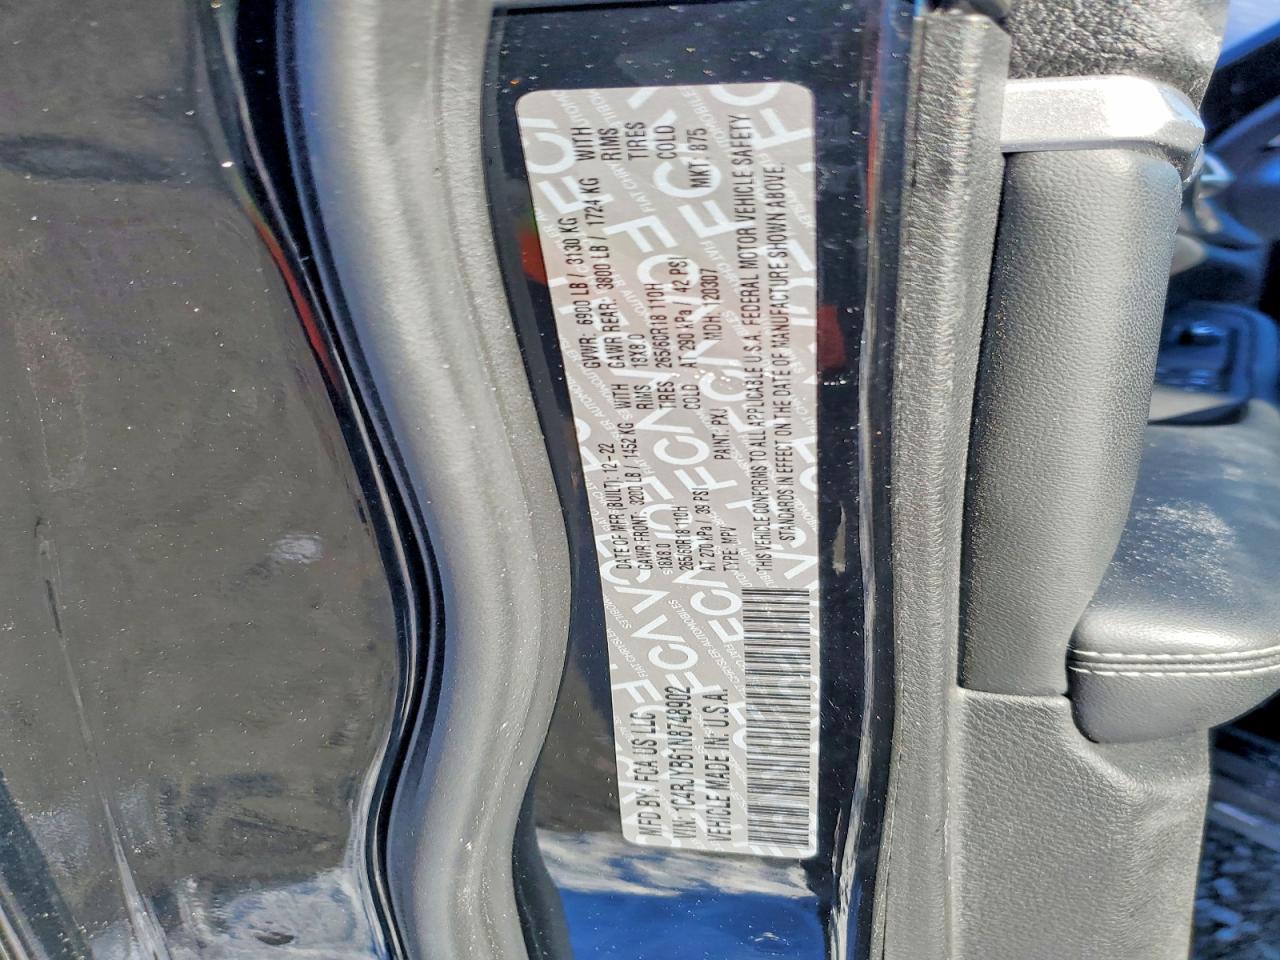 MFD BY FCA US LLC
DATE OF MFR (BUILT): 12-22 GVWR: 6900 LB / 3130 KG
GAWR FRONT: 3200 LB / 1452 KG WITH GAWR REAR: 3800 LB / 1724 KG WITH
18X8.0 RIMS 18X8.0 RIMS
265/60R18 110H TIRES 265/60R18 110H TIRES
AT 270 kPa / 39 PSI COLD AT 290 kPa / 42 PSI COLD
VIN: 1C4RJYB61N8748902
TYPE: MPV PAINT: PXJ MDH: 120307 MKT: 875
VEHICLE MADE IN: U.S.A.
THIS VEHICLE CONFORMS TO ALL APPLICABLE U.S.A. FEDERAL MOTOR VEHICLE SAFETY
STANDARDS IN EFFECT ON THE DATE OF MANUFACTURE SHOWN ABOVE.